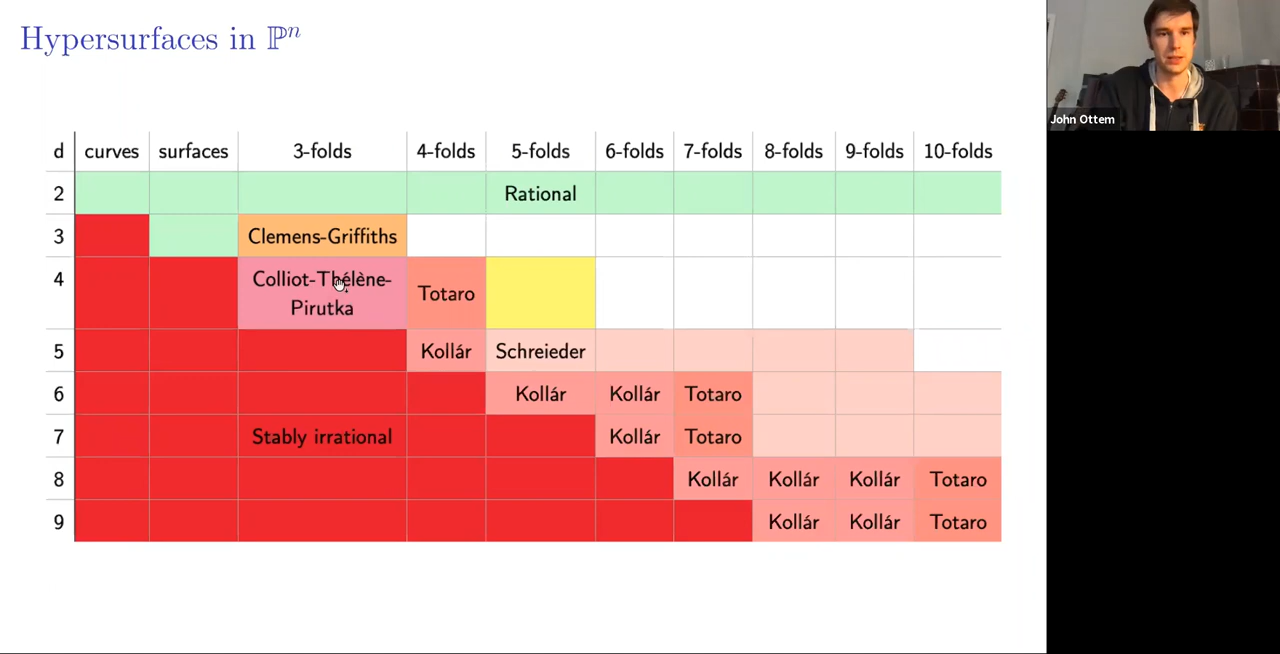 Hypersurfaces in ℙⁿ
John Ottem
d curves surfaces 3-folds 4-folds 5-folds 6-folds 7-folds 8-folds 9-folds 10-folds
2 Rational
3 Clemens-Griffiths
4 Colliot-Thélène-
Pirutka Totaro
5 Kollár Schreieder
6 Kollár Kollár Totaro
7 Stably irrational Kollár Totaro
8 Kollár Kollár Kollár Totaro
9 Kollár Kollár Totaro